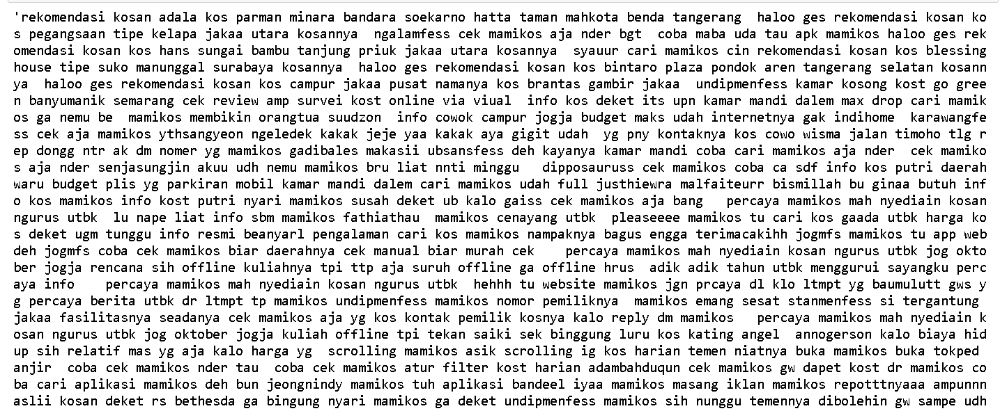 'rekomendasi kosan adala kos parman minara bandara soekarno hatta taman mahkota benda tangerang  haloo ges rekomendasi kosan ko
s pegangsaan tipe kelapa jakaa utara kosannya  ngalamfess cek mamikos aja nder bgt  coba maba uda tau apk mamikos haloo ges rek
omendasi kosan kos hans sungai bambu tanjung priuk jakaa utara kosannya  syauur cari mamikos cin rekomendasi kosan kos blessing
house tipe suko manunggal surabaya kosannya  haloo ges rekomendasi kosan kos bintaro plaza pondok aren tangerang selatan kosann
ya  haloo ges rekomendasi kosan kos campur jakaa pusat namanya kos brantas gambir jakaa  undipmenfess kamar kosong kost go gree
n banyumanik semarang cek review amp survei kost online via viual  info kos deket its upn kamar mandi dalem max drop cari mamik
os ga nemu be  mamikos membikin orangtua suudzon  info cowok campur jogja budget maks udah internetnya gak indihome  karawangfe
ss cek aja mamikos ythsangyeon ngeledek kakak jeje yaa kakak aya gigit udah  yg pny kontaknya kos cowo wisma jalan timoho tlg r
ep dongg ntr ak dm nomer yg mamikos gadibales makasii ubsansfess deh kayanya kamar mandi coba cari mamikos aja nder  cek mamiko
s aja nder senjasungjin akuu udh nemu mamikos bru liat nnti minggu   dipposauruss cek mamikos coba ca sdf info kos putri daerah
waru budget plis yg parkiran mobil kamar mandi dalem cari mamikos udah full justhiewra malfaiteurr bismillah bu ginaa butuh inf
o kos mamikos info kost putri nyari mamikos susah deket ub kalo gaiss cek mamikos aja bang   percaya mamikos mah nyediain kosan
ngurus utbk  lu nape liat info sbm mamikos fathiathau  mamikos cenayang utbk  pleaseeee mamikos tu cari kos gaada utbk harga ko
s deket ugm tunggu info resmi beanyarl pengalaman cari kos mamikos nampaknya bagus engga terimacakihh jogmfs mamikos tu app web
deh jogmfs coba cek mamikos biar daerahnya cek manual biar murah cek    percaya mamikos mah nyediain kosan ngurus utbk jog okto
ber jogja rencana sih offline kuliahnya tpi ttp aja suruh offline ga offline hrus  adik adik tahun utbk menggurui sayangku perc
aya info    percaya mamikos mah nyediain kosan ngurus utbk  hehhh tu website mamikos jgn prcaya dl klo ltmpt yg baumulutt gws y
g percaya berita utbk dr ltmpt tp mamikos undipmenfess mamikos nomor pemiliknya  mamikos emang sesat stanmenfess si tergantung
jakaa fasilitasnya seadanya cek mamikos aja yg kos kontak pemilik kosnya kalo reply dm mamikos   percaya mamikos mah nyediain k
osan ngurus utbk jog oktober jogja kuliah offline tpi tekan saiki sek binggung luru kos kating angel  annogerson kalo biaya hid
up sih relatif mas yg aja kalo harga yg  scrolling mamikos asik scrolling ig kos harian temen niatnya buka mamikos buka tokped
anjir  coba cek mamikos nder tau  coba cek mamikos atur filter kost harian adambahduqun cek mamikos gw dapet kost dr mamikos co
ba cari aplikasi mamikos deh bun jeongnindy mamikos tuh aplikasi bandeel iyaa mamikos masang iklan mamikos repotttnyaaa ampunnn
aslii kosan deket rs bethesda ga bingung nyari mamikos ga deket undipmenfess mamikos sih nunggu temennya dibolehin gw sampe udh